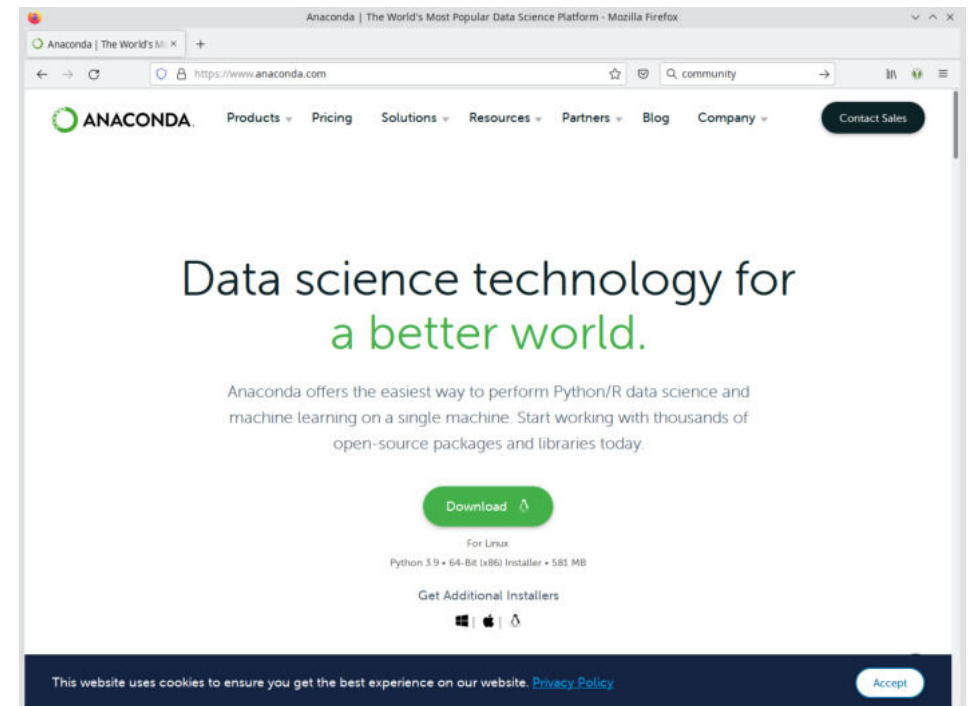 Anaconda | The World's Most Popular Data Science Platform - Mozilla Firefox
Anaconda | The World's M
https://www.anaconda.com
community
ANACONDA.
Products Pricing Solutions Resources Partners Blog Company Contact Sales
Data science technology for
a better world.
Anaconda offers the easiest way to perform Python/R data science and
machine learning on a single machine. Start working with thousands of
open-source packages and libraries today.
Download
For Linux
Python 3.9 • 64-Bit (x86) Installer • 581 MB
Get Additional Installers
| |
This website uses cookies to ensure you get the best experience on our website. Privacy Policy
Accept